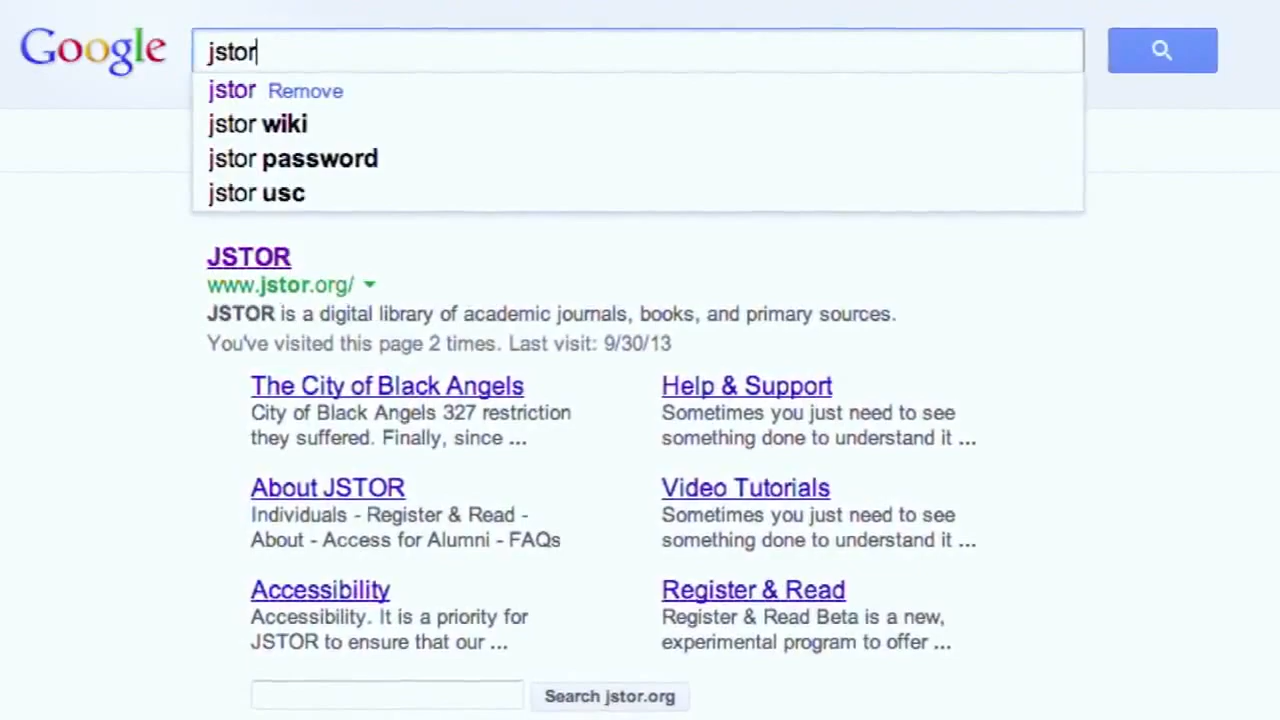 Google
jstor
jstor Remove
jstor wiki
jstor password
jstor usc
JSTOR
www.jstor.org/
JSTOR is a digital library of academic journals, books, and primary sources.
You've visited this page 2 times. Last visit: 9/30/13
The City of Black Angels
City of Black Angels 327 restriction
they suffered. Finally, since ...
Help & Support
Sometimes you just need to see
something done to understand it ...
About JSTOR
Individuals - Register & Read -
About - Access for Alumni - FAQs
Video Tutorials
Sometimes you just need to see
something done to understand it ...
Accessibility
Accessibility. It is a priority for
JSTOR to ensure that our ...
Register & Read
Register & Read Beta is a new,
experimental program to offer ...
Search jstor.org